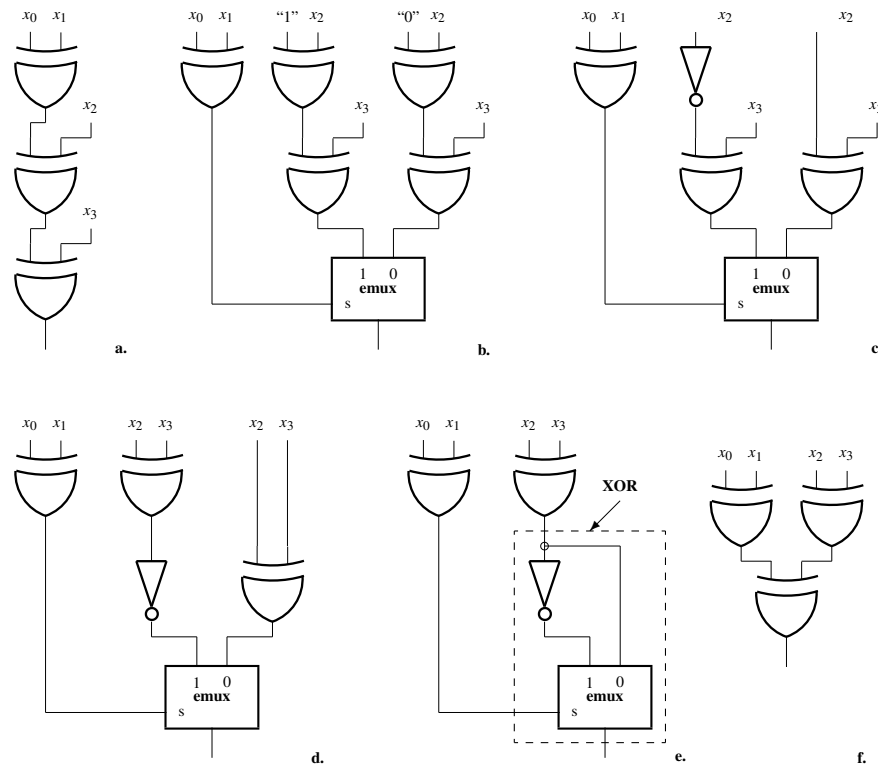 x0 x1 "1" x2 "0" x2 x0 x1 x2 x2
x2 x3 x3 x3
x3
1 0
emux
s
1 0
emux
s
a. b. c
x0 x1 x2 x3 x2 x3 x0 x1 x2 x3
x0 x1 x2 x3
XOR
1 0
emux
s
1 0
emux
s
d. e. f.